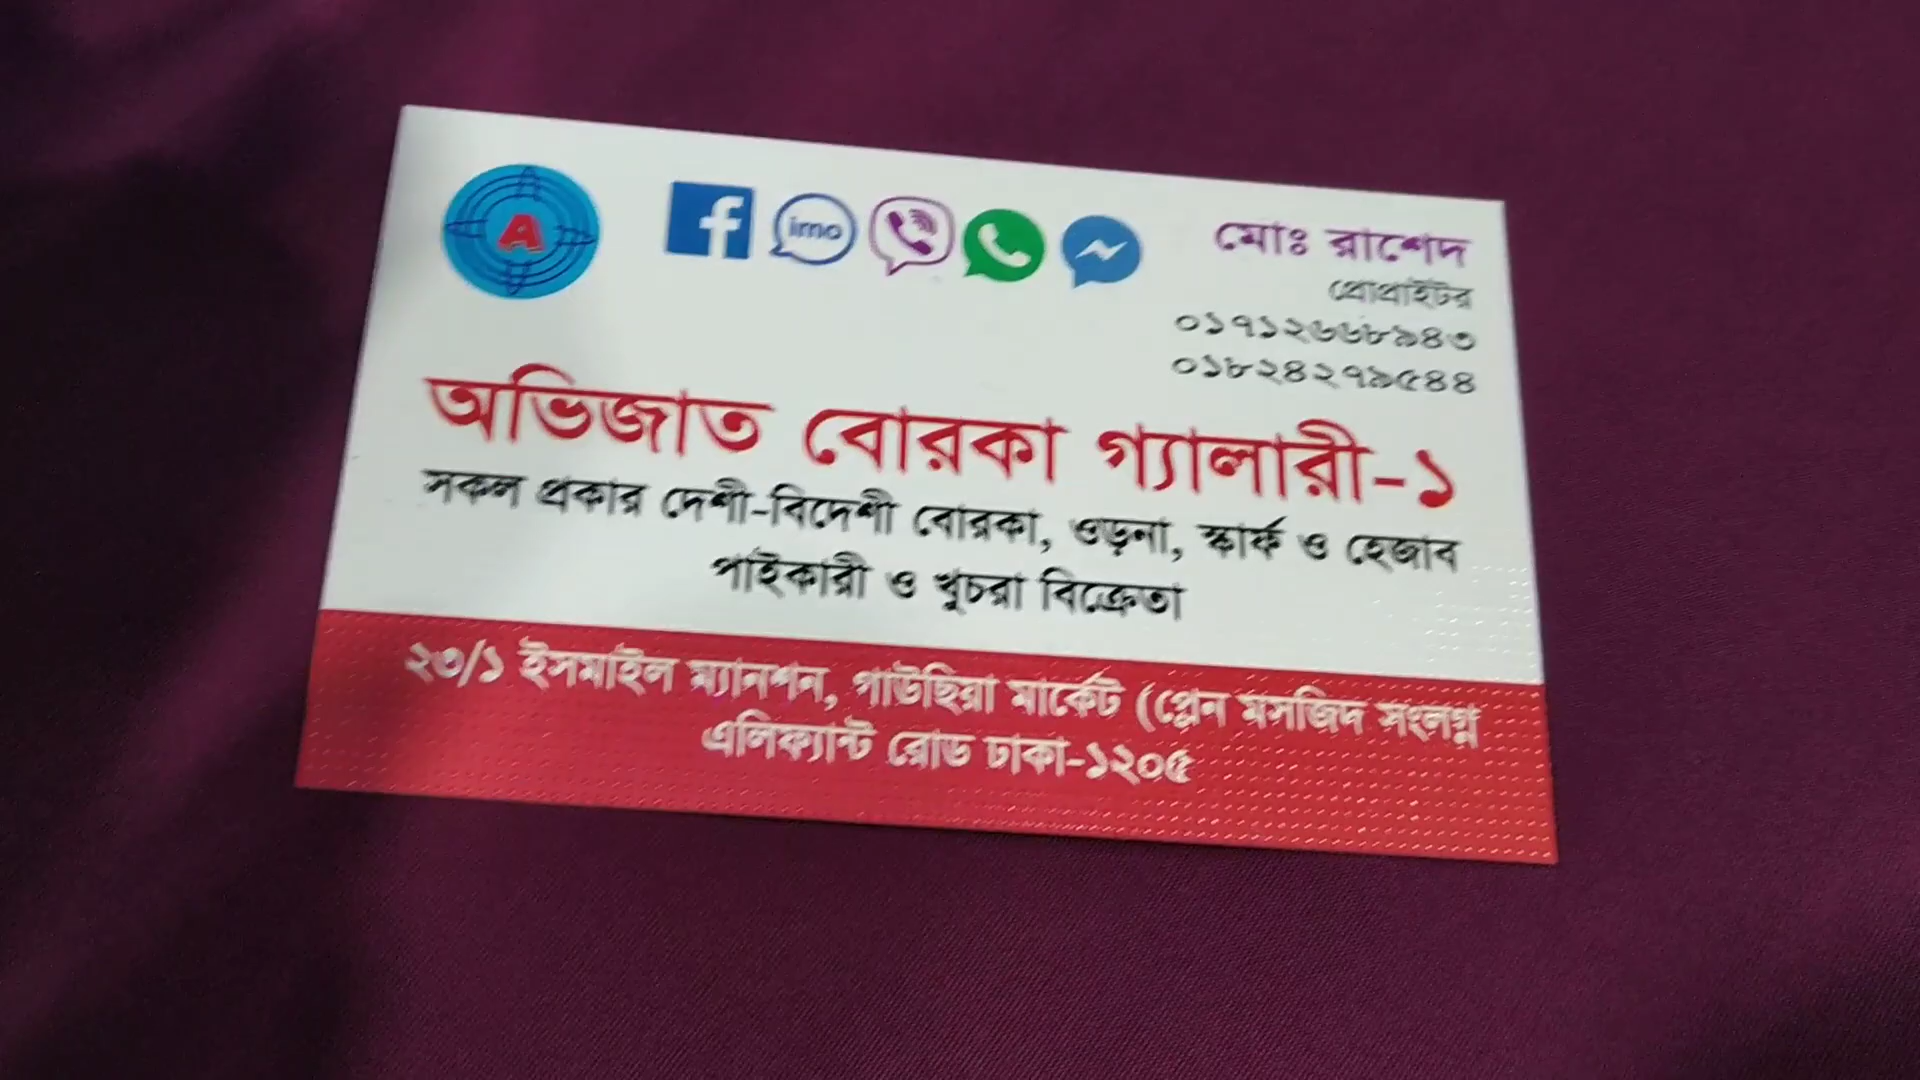 A
f
imo
মোঃ রাশেদ
প্রোপ্রাইটর
০১৭১২৬৬৮৯৪৩
০১৮২৪২৭৯৫৪৪
অভিজাত বোরকা গ্যালারী-১
সকল প্রকার দেশী-বিদেশী বোরকা, ওড়না, স্কার্ফ ও হেজাব
পাইকারী ও খুচরা বিক্রেতা
২৩/১ ইসমাইল ম্যানশন, গাউছিয়া মার্কেট (প্লেন মসজিদ সংলগ্ন
এলিফ্যান্ট রোড ঢাকা-১২০৫